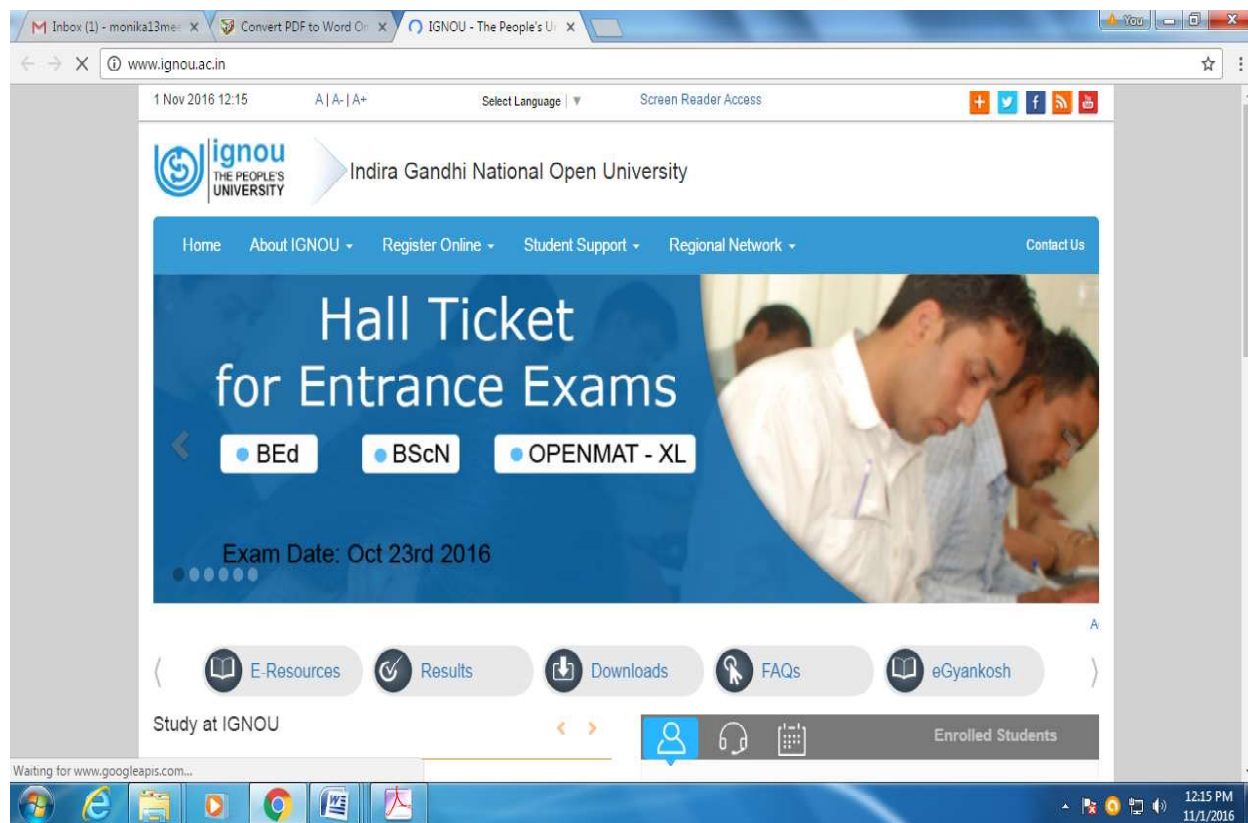 Inbox (1) - monika13mee
Convert PDF to Word On
IGNOU - The People's Un
You
www.ignou.ac.in
1 Nov 2016 12:15
A | A- | A+
Select Language
Screen Reader Access
ignou
THE PEOPLE'S
UNIVERSITY
Indira Gandhi National Open University
Home
About IGNOU
Register Online
Student Support
Regional Network
Contact Us
Hall Ticket
for Entrance Exams
BEd
BScN
OPENMAT - XL
Exam Date: Oct 23rd 2016
A
E-Resources
Results
Downloads
FAQs
eGyankosh
Study at IGNOU
Enrolled Students
Waiting for www.googleapis.com...
12:15 PM
11/1/2016